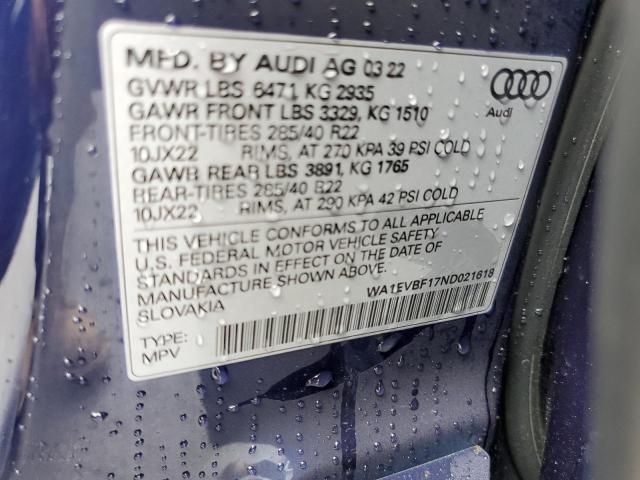 MFD. BY AUDI AG 03 22
GVWR LBS 6471, KG 2935
GAWR FRONT LBS 3329, KG 1510
FRONT-TIRES 285/40 R22
10JX22 RIMS, AT 270 KPA 39 PSI COLD
GAWR REAR LBS 3891, KG 1765
REAR-TIRES 285/40 R22
10JX22 RIMS, AT 290 KPA 42 PSI COLD
THIS VEHICLE CONFORMS TO ALL APPLICABLE
U.S. FEDERAL MOTOR VEHICLE SAFETY
STANDARDS IN EFFECT ON THE DATE OF
MANUFACTURE SHOWN ABOVE.
SLOVAKIA
WA1EVBF17ND021618
TYPE:
MPV
Audi